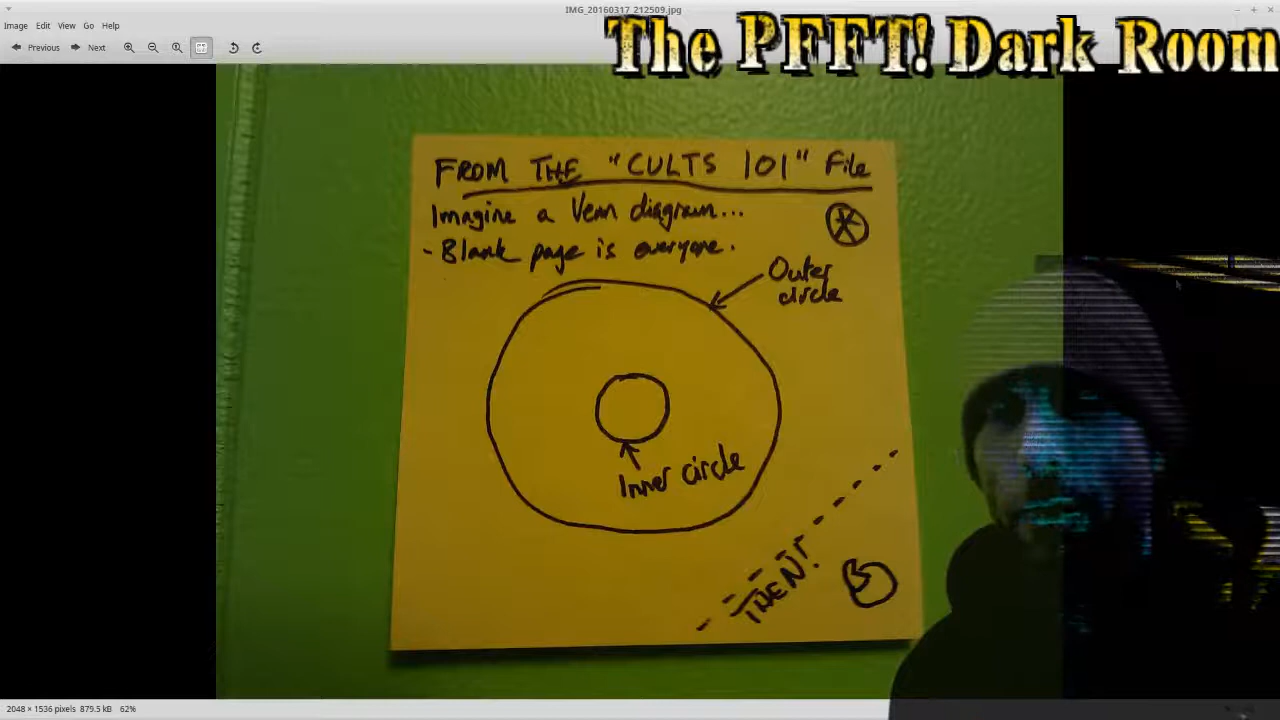 IMG_20160317_212509.jpg
Image Edit View Go Help
Previous Next
The PFFT! Dark Room
FROM THE "CULTS 101" File
Imagine a Venn diagram...
- Blank page is everyone.
Outer
circle
Inner circle
THEN!
2048 × 1536 pixels 879.5 kB 62%